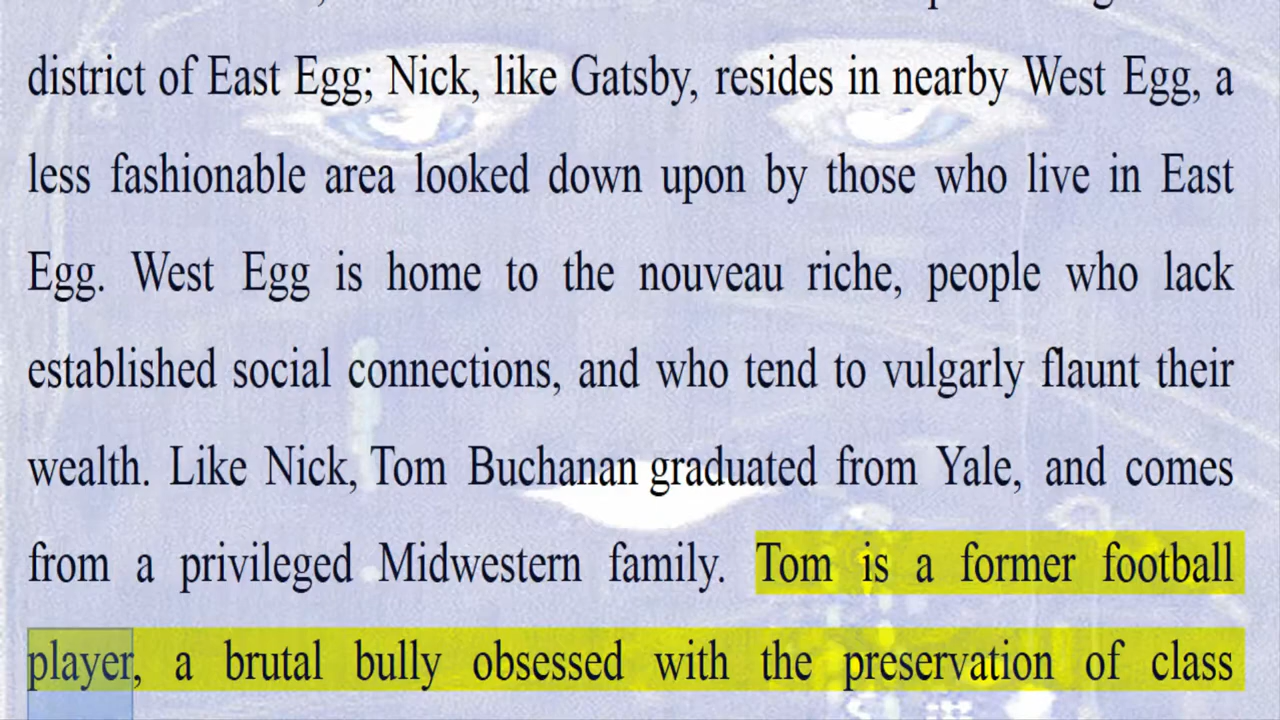 district of East Egg; Nick, like Gatsby, resides in nearby West Egg, a
less fashionable area looked down upon by those who live in East
Egg. West Egg is home to the nouveau riche, people who lack
established social connections, and who tend to vulgarly flaunt their
wealth. Like Nick, Tom Buchanan graduated from Yale, and comes
from a privileged Midwestern family. Tom is a former football
player, a brutal bully obsessed with the preservation of class